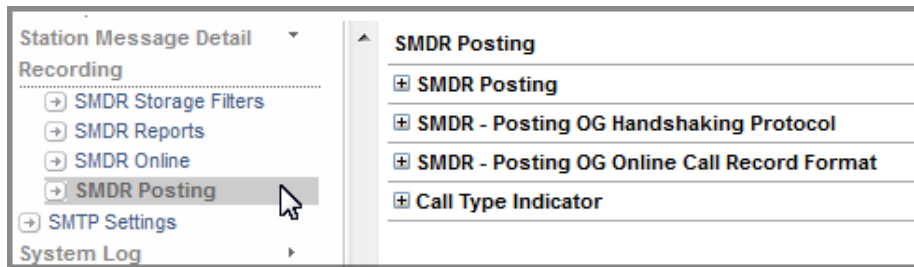 Station Message Detail
Recording
SMDR Storage Filters
SMDR Reports
SMDR Online
SMDR Posting
SMTP Settings
System Log
SMDR Posting
SMDR Posting
SMDR - Posting OG Handshaking Protocol
SMDR - Posting OG Online Call Record Format
Call Type Indicator